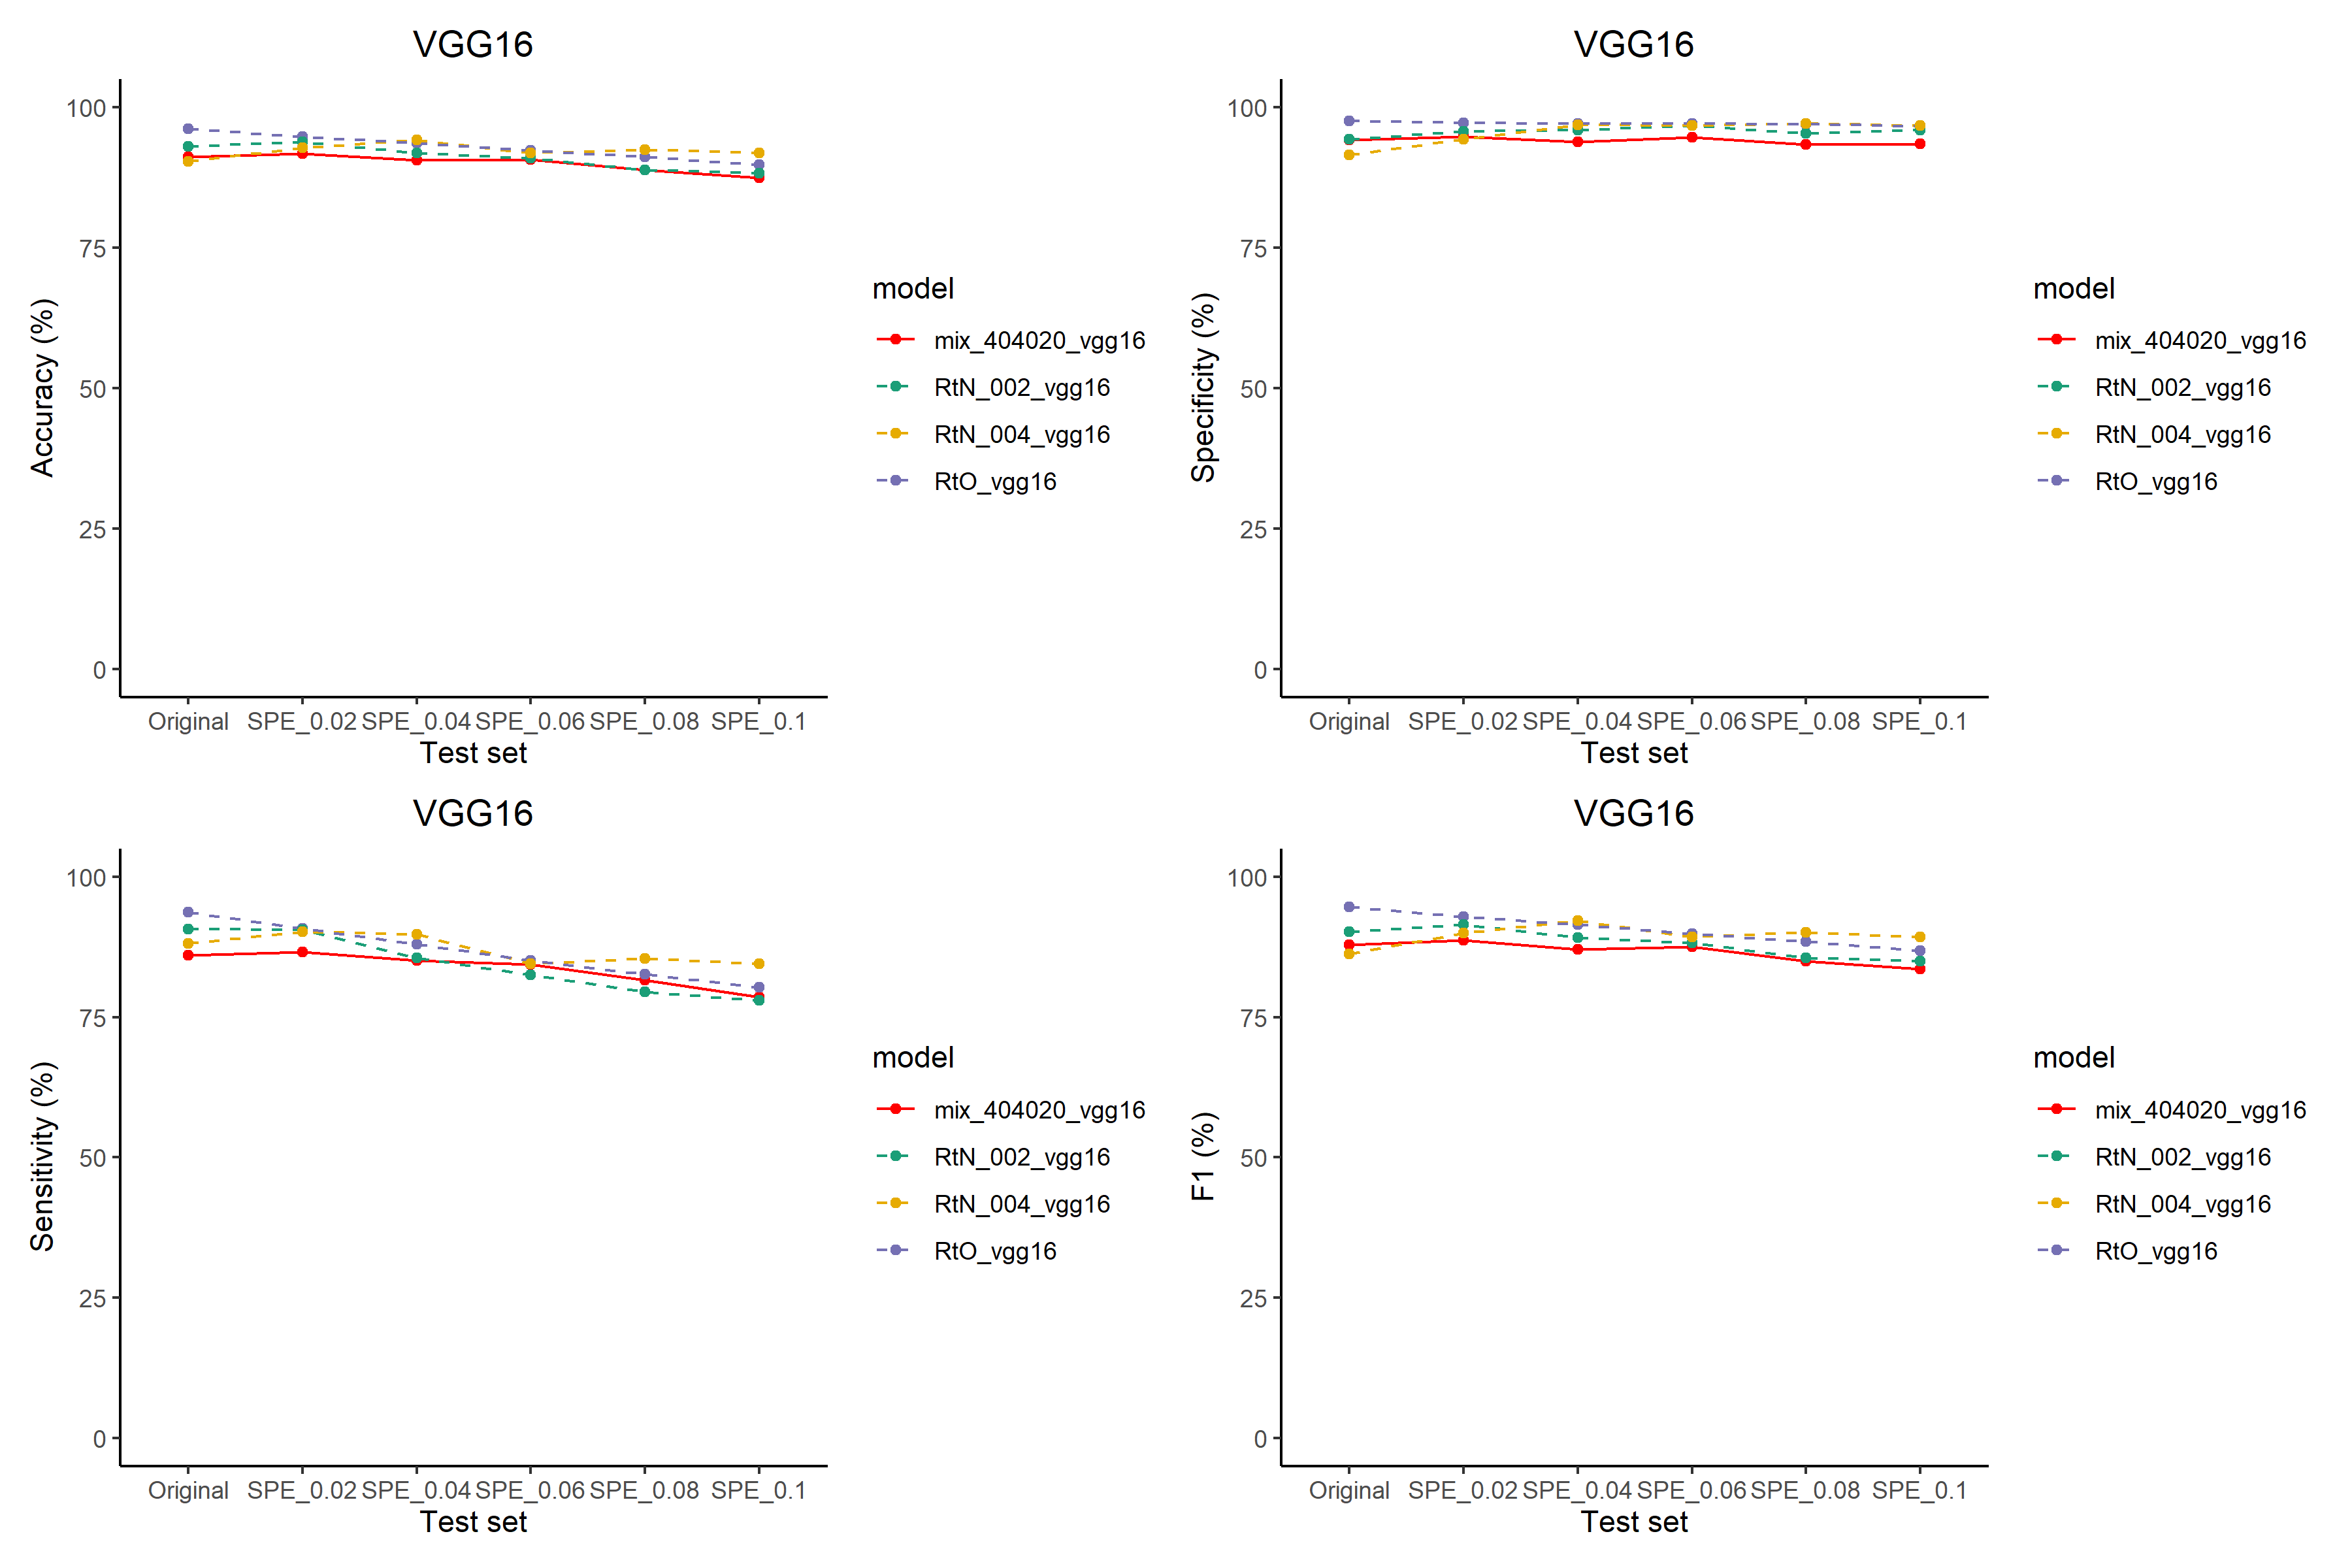 VGG16
100
75
50
25
0
Accuracy (%)
Original SPE_0.02 SPE_0.04 SPE_0.06 SPE_0.08 SPE_0.1
Test set
model
mix_404020_vgg16
RtN_002_vgg16
RtN_004_vgg16
RtO_vgg16
VGG16
100
75
50
25
0
Specificity (%)
Original SPE_0.02 SPE_0.04 SPE_0.06 SPE_0.08 SPE_0.1
Test set
model
mix_404020_vgg16
RtN_002_vgg16
RtN_004_vgg16
RtO_vgg16
VGG16
100
75
50
25
0
Sensitivity (%)
Original SPE_0.02 SPE_0.04 SPE_0.06 SPE_0.08 SPE_0.1
Test set
model
mix_404020_vgg16
RtN_002_vgg16
RtN_004_vgg16
RtO_vgg16
VGG16
100
75
50
25
0
F1 (%)
Original SPE_0.02 SPE_0.04 SPE_0.06 SPE_0.08 SPE_0.1
Test set
model
mix_404020_vgg16
RtN_002_vgg16
RtN_004_vgg16
RtO_vgg16